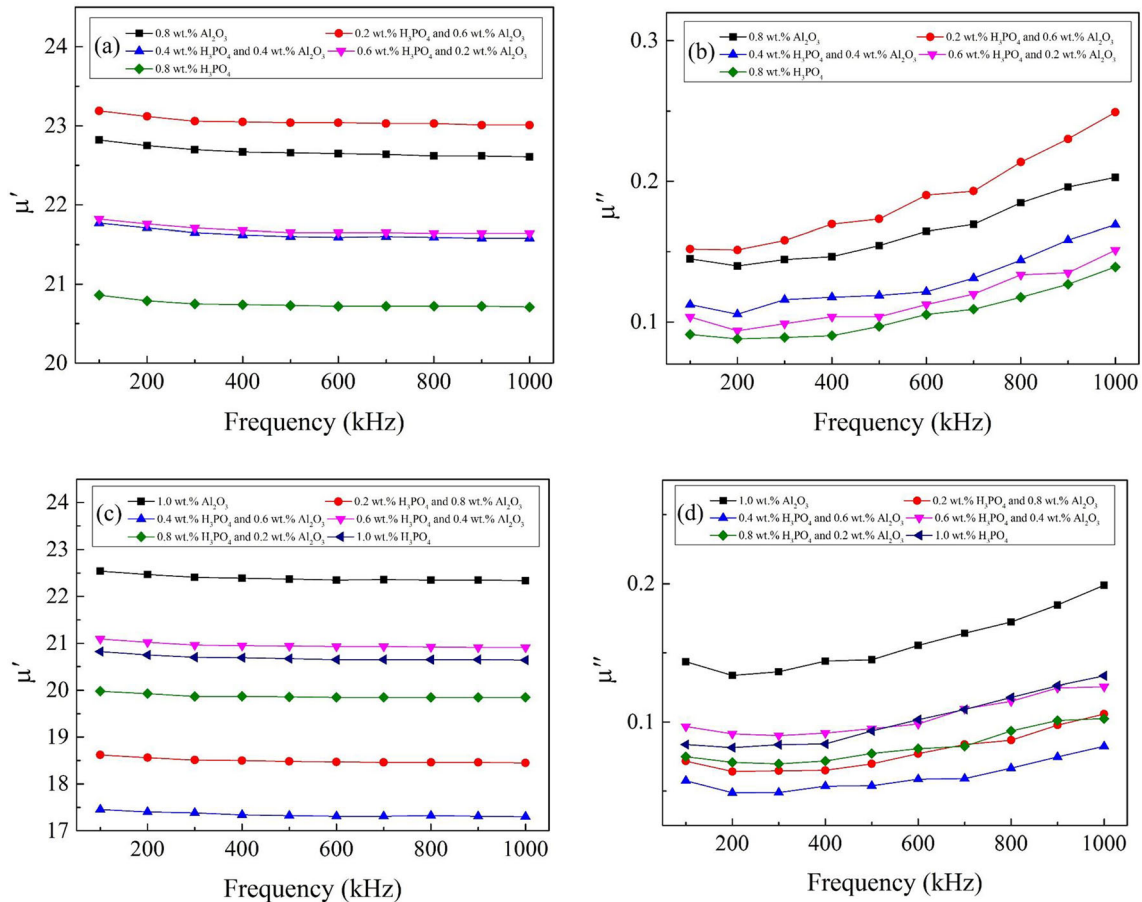 (a)
0.8 wt.% Al₂O₃
0.2 wt.% H₃PO₄ and 0.6 wt.% Al₂O₃
0.4 wt.% H₃PO₄ and 0.4 wt.% Al₂O₃
0.6 wt.% H₃PO₄ and 0.2 wt.% Al₂O₃
0.8 wt.% H₃PO₄
24
23
22
21
20
μ′
200 400 600 800 1000
Frequency (kHz)
(b)
0.8 wt.% Al₂O₃
0.2 wt.% H₃PO₄ and 0.6 wt.% Al₂O₃
0.4 wt.% H₃PO₄ and 0.4 wt.% Al₂O₃
0.6 wt.% H₃PO₄ and 0.2 wt.% Al₂O₃
0.8 wt.% H₃PO₄
0.3
0.2
0.1
μ″
200 400 600 800 1000
Frequency (kHz)
(c)
1.0 wt.% Al₂O₃
0.2 wt.% H₃PO₄ and 0.8 wt.% Al₂O₃
0.4 wt.% H₃PO₄ and 0.6 wt.% Al₂O₃
0.6 wt.% H₃PO₄ and 0.4 wt.% Al₂O₃
0.8 wt.% H₃PO₄ and 0.2 wt.% Al₂O₃
1.0 wt.% H₃PO₄
24
23
22
21
20
18
18
17
μ′
200 400 600 800 1000
Frequency (kHz)
(d)
1.0 wt.% Al₂O₃
0.2 wt.% H₃PO₄ and 0.8 wt.% Al₂O₃
0.4 wt.% H₃PO₄ and 0.6 wt.% Al₂O₃
0.6 wt.% H₃PO₄ and 0.4 wt.% Al₂O₃
0.8 wt.% H₃PO₄ and 0.2 wt.% Al₂O₃
1.0 wt.% H₃PO₄
0.2
0.1
μ″
200 400 600 800 1000
Frequency (kHz)